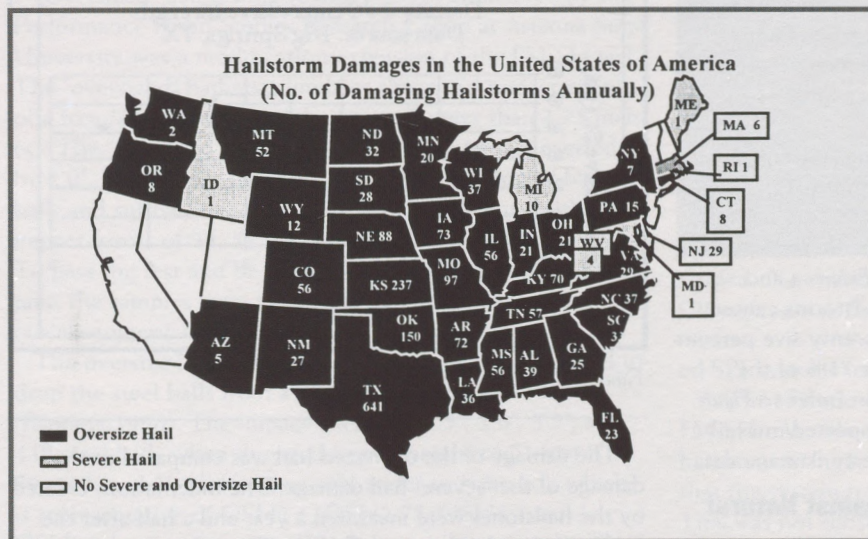 Hailstorm Damages in the United States of America
(No. of Damaging Hailstorms Annually)
WA
2
MT
52
ND
32
MN
20
ME
1
MA 6
OR
8
ID
1
SD
28
WI
37
MI
10
NY
7
RI 1
WY
12
IA
73
PA 15
CT
8
NE 88
IL
56
IN
21
OH
21
WV
4
NJ 29
CO
56
KS 237
MO
97
KY 70
VA
29
MD
1
AZ
5
NM
27
OK
150
AR
72
TN 57
NC 37
SC
TX
641
LA
36
MS
56
AL
39
GA
25
FL
23
Oversize Hail
Severe Hail
No Severe and Oversize Hail